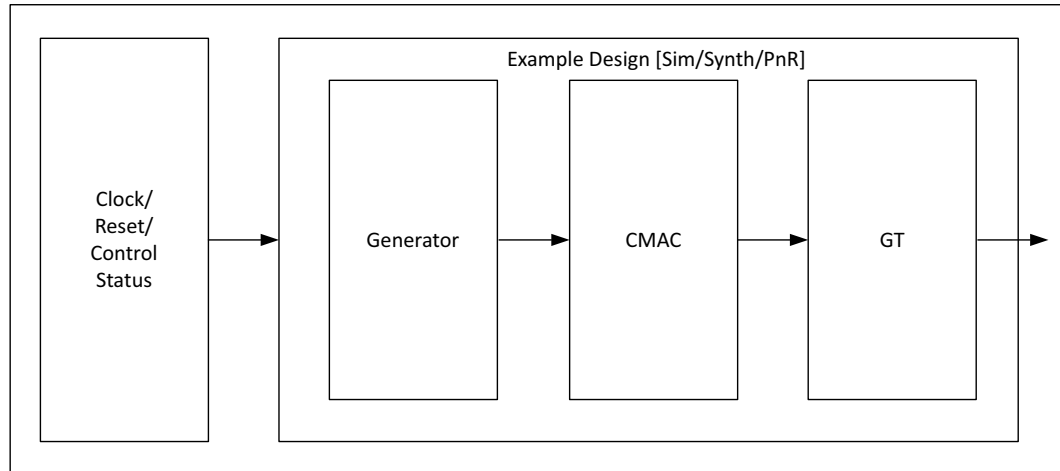 Example Design [Sim/Synth/PnR]
Clock/
Reset/
Control
Status
Generator
CMAC
GT